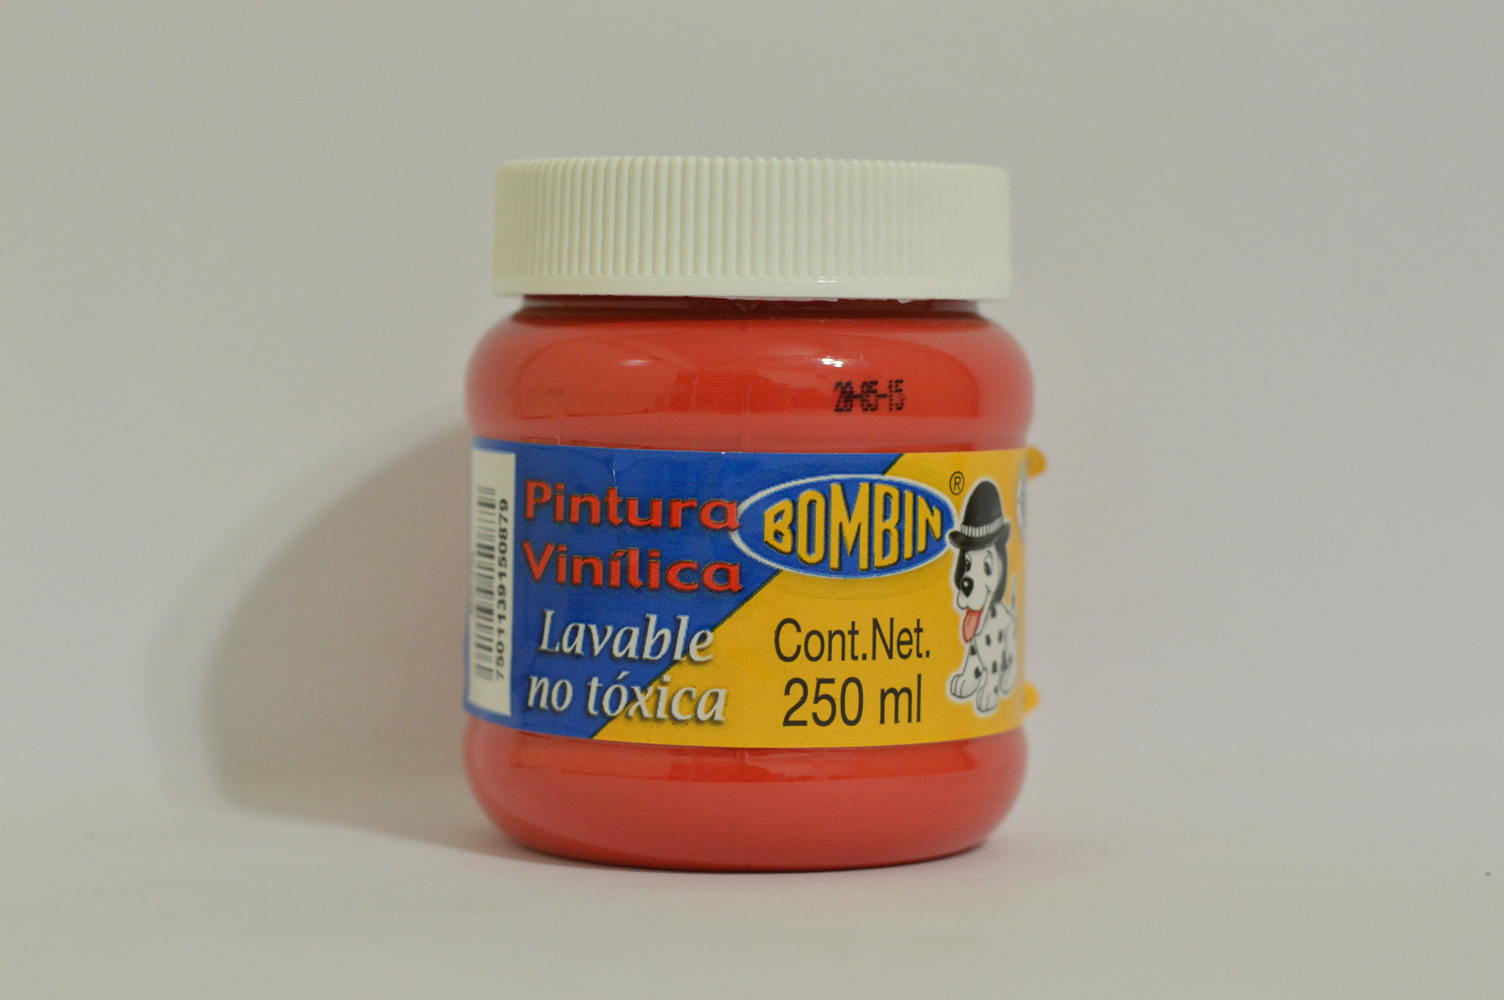 20-05-15
Pintura
Vinílica
BOMBIN®
Lavable
no tóxica
Cont.Net.
250 ml
7501139150879